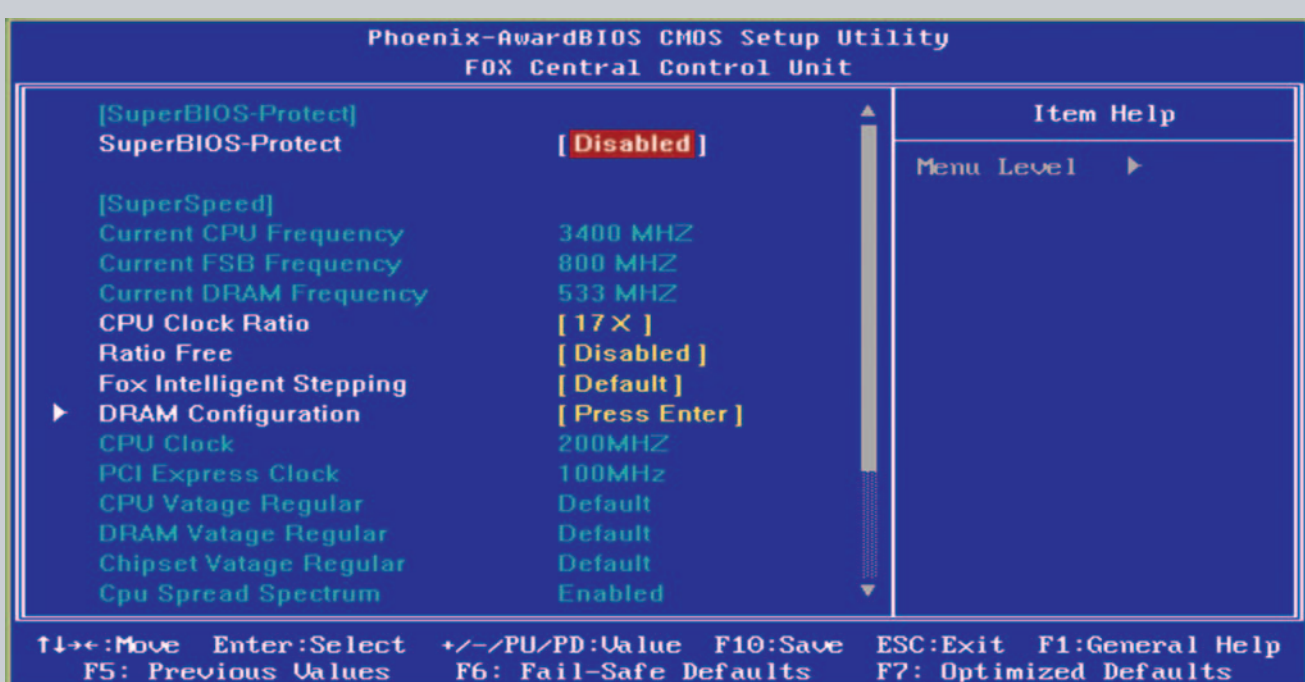 Phoenix-AwardBIOS CMOS Setup Utility
FOX Central Control Unit
[SuperBIOS-Protect]
SuperBIOS-Protect [ Disabled ]
[SuperSpeed]
Current CPU Frequency 3400 MHZ
Current FSB Frequency 800 MHZ
Current DRAM Frequency 533 MHZ
CPU Clock Ratio [ 17 X ]
Ratio Free [ Disabled ]
Fox Intelligent Stepping [ Default ]
▶ DRAM Configuration [ Press Enter ]
CPU Clock 200MHZ
PCI Express Clock 100MHz
CPU Vatage Regular Default
DRAM Vatage Regular Default
Chipset Vatage Regular Default
Cpu Spread Spectrum Enabled
Item Help
Menu Level ▶
↑↓→←:Move Enter:Select +/-/PU/PD:Value F10:Save ESC:Exit F1:General Help
F5: Previous Values F6: Fail-Safe Defaults F7: Optimized Defaults